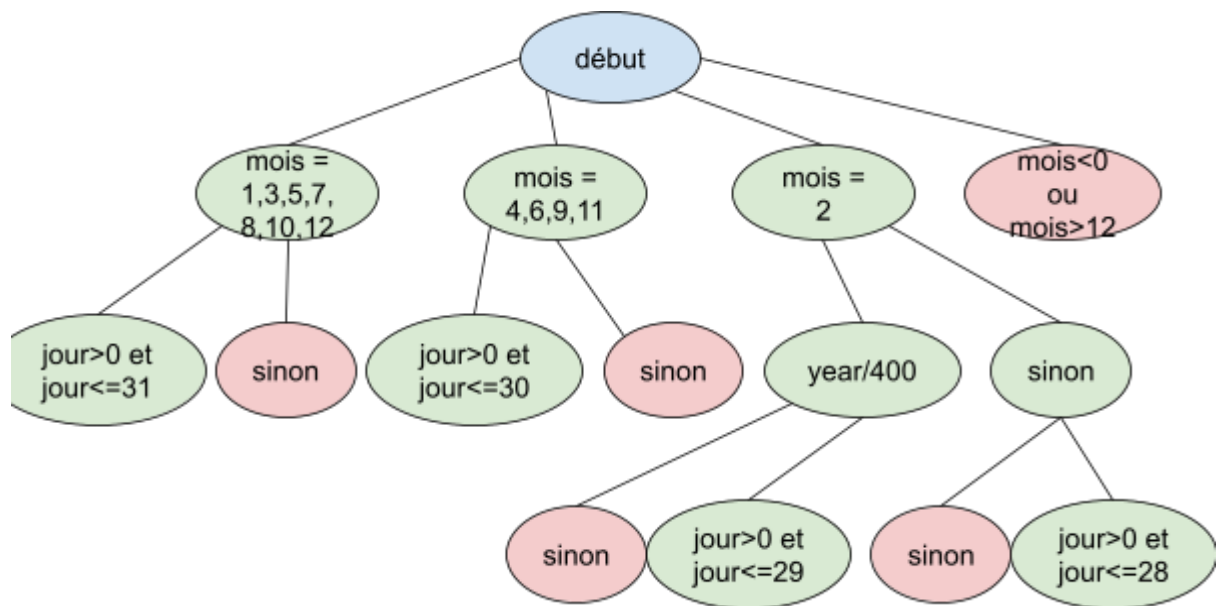 début
mois =
1,3,5,7,
8,10,12
mois =
4,6,9,11
mois =
2
mois<0
ou
mois>12
jour>0 et
jour<=31
sinon
jour>0 et
jour<=30
sinon
year/400
sinon
sinon
jour>0 et
jour<=29
sinon
jour>0 et
jour<=28